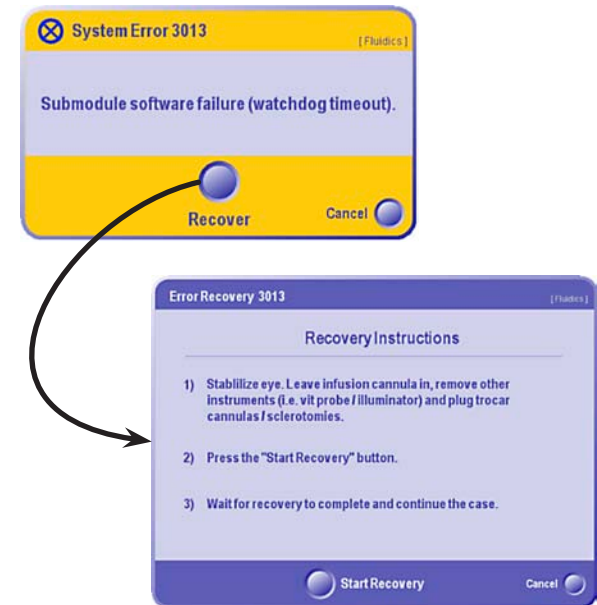 System Error 3013
[Fluidics]
Submodule software failure (watchdog timeout).
Recover
Cancel
Error Recovery 3013
[Fluidics]
Recovery Instructions
1) Stablilize eye. Leave infusion cannula in, remove other
instruments (i.e. vit probe / illuminator) and plug trocar
cannulas / sclerotomies.
2) Press the "Start Recovery" button.
3) Wait for recovery to complete and continue the case.
Start Recovery
Cancel